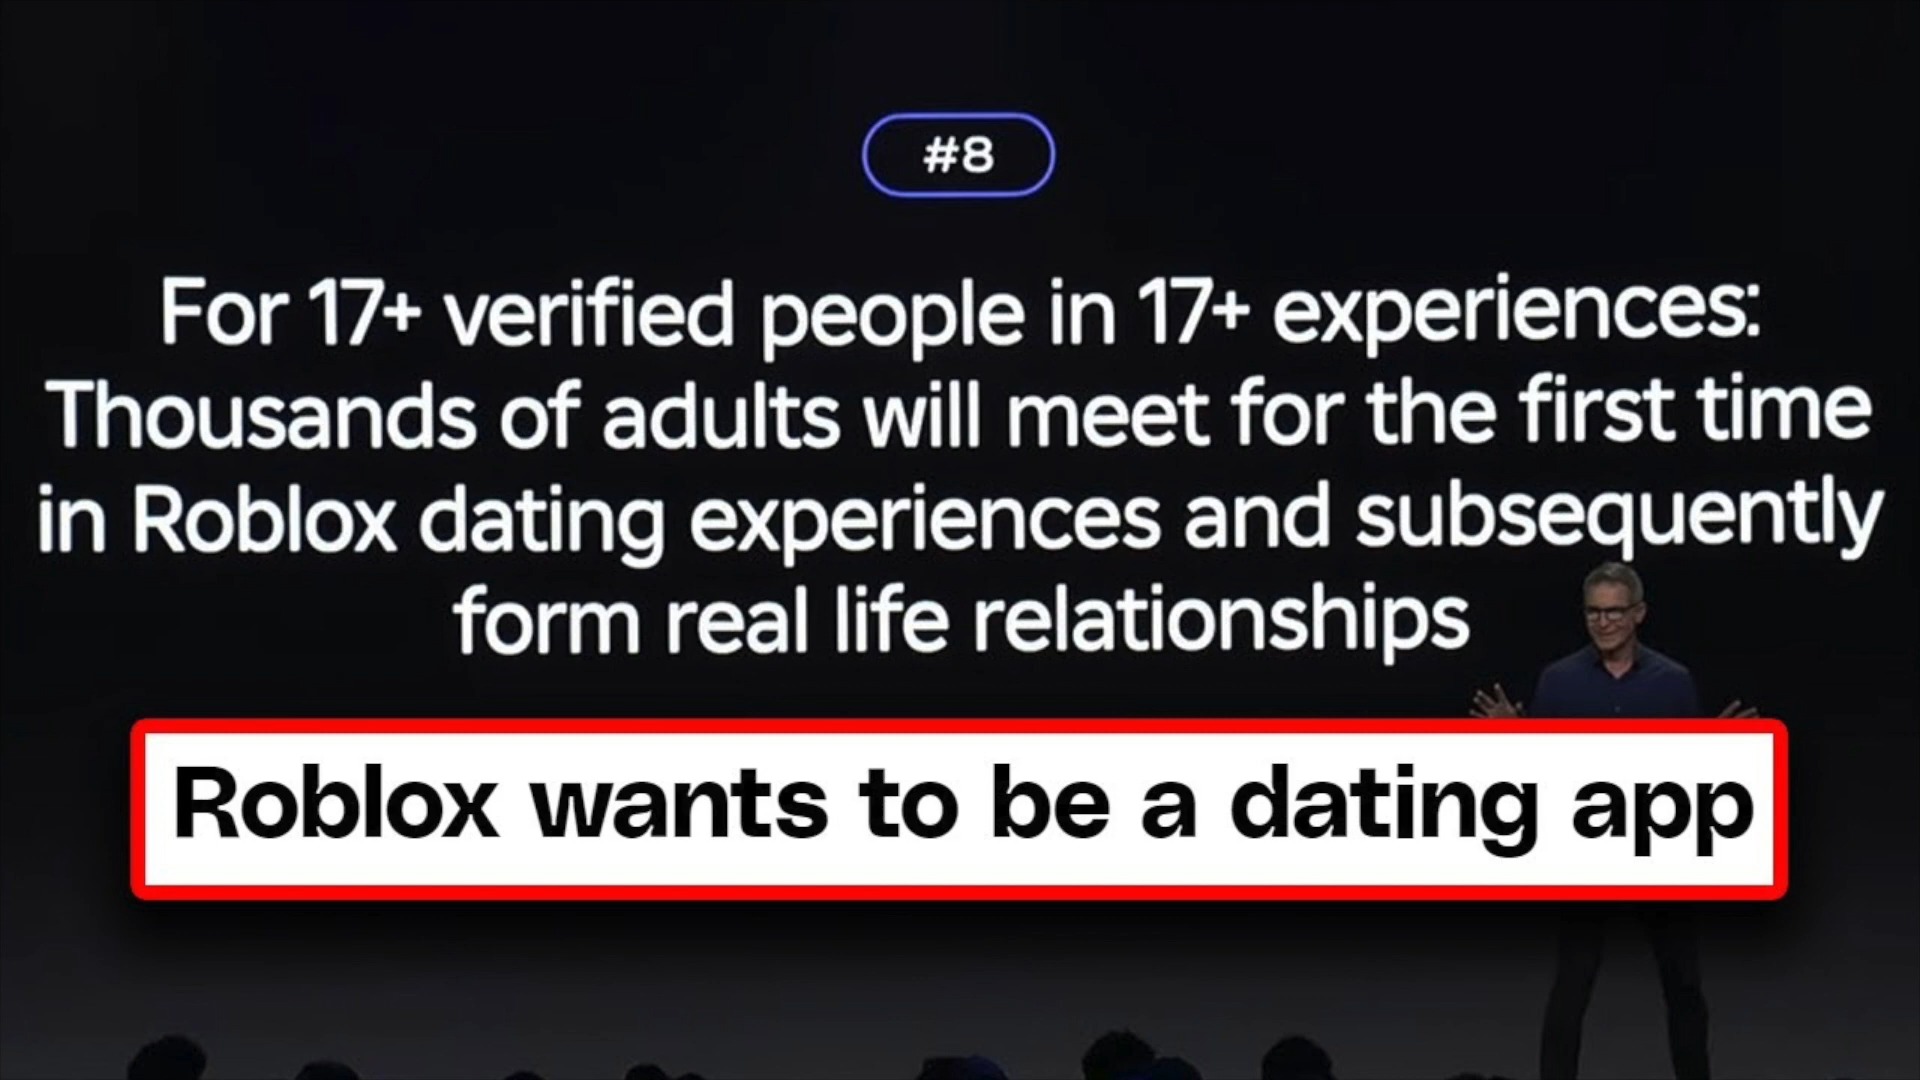 #8
For 17+ verified people in 17+ experiences:
Thousands of adults will meet for the first time
in Roblox dating experiences and subsequently
form real life relationships
Roblox wants to be a dating app